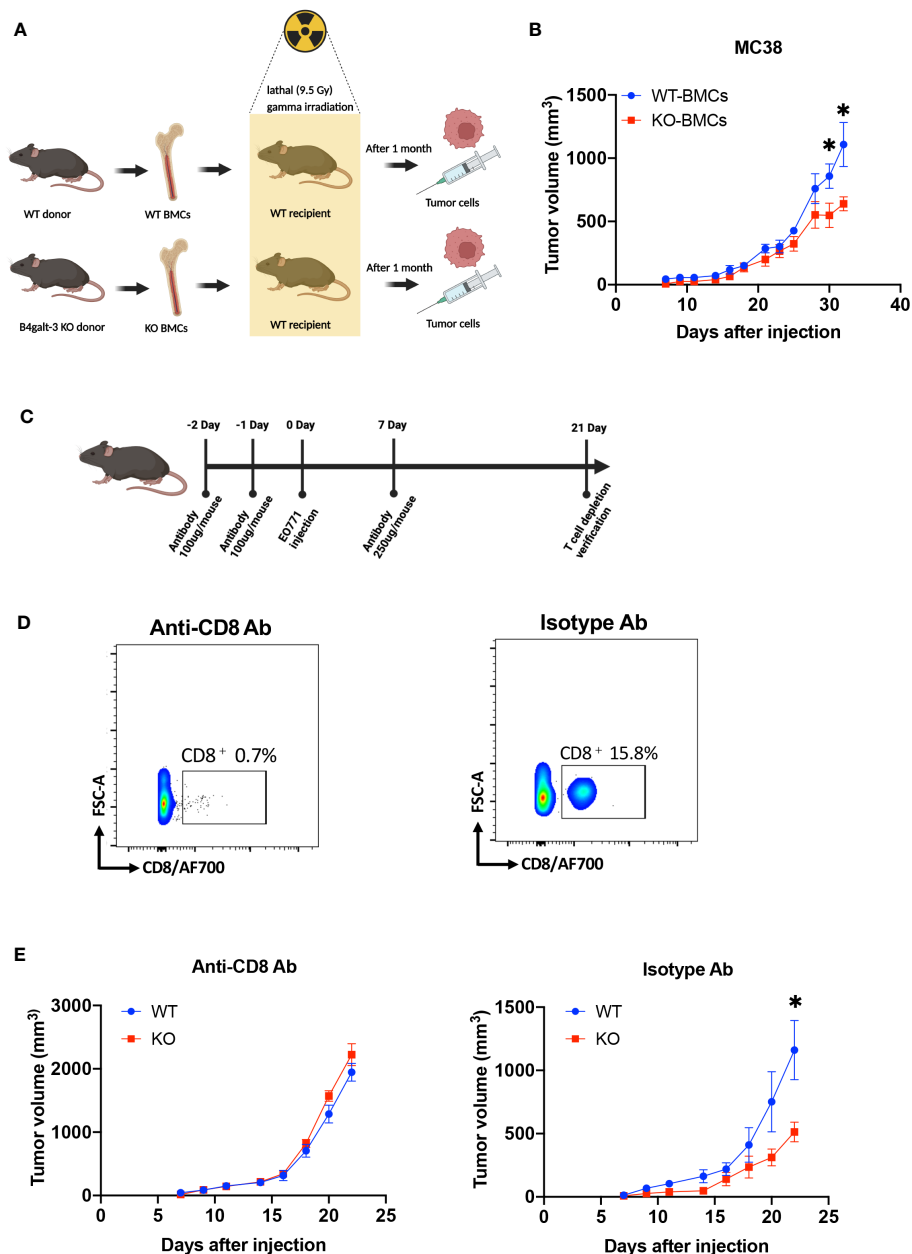 A
lathal (9.5 Gy)
gamma irradiation
After 1 month
WT donor
WT BMCs
WT recipient
Tumor cells
After 1 month
B4galt-3 KO donor
KO BMCs
WT recipient
Tumor cells
B
MC38
WT-BMCs
KO-BMCs
*
*
Tumor volume (mm3)
1500
1000
500
0
0 10 20 30 40
Days after injection
C
-2 Day -1 Day 0 Day 7 Day 21 Day
Antibody
100ug/mouse
Antibody
100ug/mouse
EO771
injection
Antibody
250ug/mouse
T cell depletion
verification
D
Anti-CD8 Ab
CD8 + 0.7%
FSC-A
CD8/AF700
Isotype Ab
CD8 + 15.8%
FSC-A
CD8/AF700
E
Anti-CD8 Ab
WT
KO
Tumor volume (mm3)
3000
2000
1000
0
0 5 10 15 20 25
Days after injection
Isotype Ab
WT
KO
*
Tumor volume (mm3)
1500
1000
500
0
0 5 10 15 20 25
Days after injection